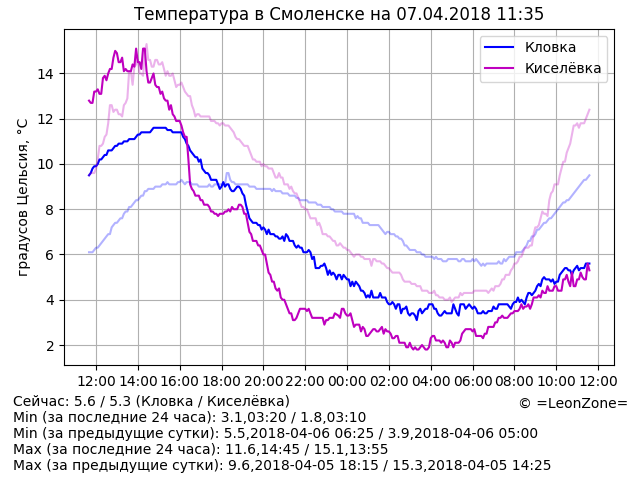 Температура в Смоленске на 07.04.2018 11:35
Кловка
Киселёвка
градусов Цельсия, °C
14
12
10
8
6
4
2
12:00 14:00 16:00 18:00 20:00 22:00 00:00 02:00 04:00 06:00 08:00 10:00 12:00
Сейчас: 5.6 / 5.3 (Кловка / Киселёвка)
© =LeonZone=
Min (за последние 24 часа): 3.1,03:20 / 1.8,03:10
Min (за предыдущие сутки): 5.5,2018-04-06 06:25 / 3.9,2018-04-06 05:00
Max (за последние 24 часа): 11.6,14:45 / 15.1,13:55
Max (за предыдущие сутки): 9.6,2018-04-05 18:15 / 15.3,2018-04-05 14:25